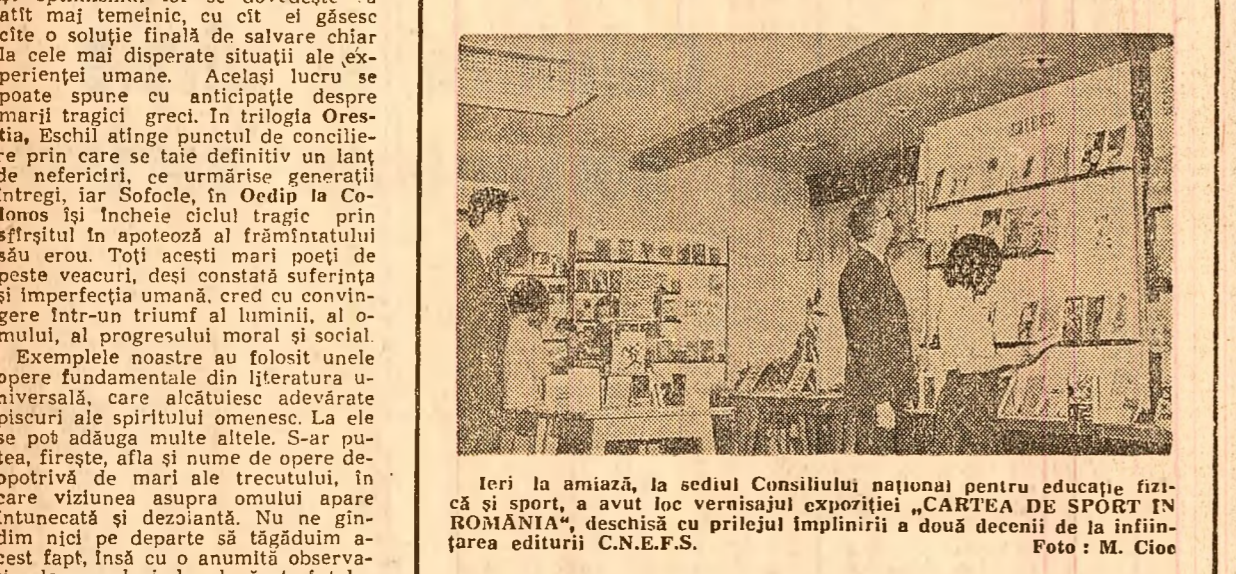 atît mai temeinic, cu cît ei găsesc
cîte o soluție finală de salvare chiar
la cele mai disperate situații ale ex-
perienței umane. Același lucru se
poate spune cu anticipație despre
marii tragici greci. In trilogia Ores-
tia, Eschil atinge punctul de concilie-
re prin care se taie definitiv un lanț
de nefericiri, ce urmărise generații
întregi, iar Sofocle, în Oedip la Co-
lonos își încheie ciclul tragic prin
sfîrșitul în apoteoză al frămîntatului
său erou. Toți acești mari poeți de
peste veacuri, deși constată suferința
și imperfecția umană, cred cu convin-
gere într-un triumf al luminii, al o-
mului, al progresului moral și social.
Exemplele noastre au folosit unele
opere fundamentale din literatura u-
niversală, care alcătuiesc adevărate
piscuri ale spiritului omenesc. La ele
se pot adăuga multe altele. S-ar pu-
tea, firește, afla și nume de opere de-
opotrivă de mari ale trecutului, în
care viziunea asupra omului apare
întunecată și dezolantă. Nu ne gîn-
dim nici pe departe să tăgăduim a-
cest fapt, însă cu o anumită observa-
Ieri la amiază, la sediul Consiliului național pentru educație fizi-
că și sport, a avut loc vernisajul expoziției „CARTEA DE SPORT IN
ROMÂNIA“, deschisă cu prilejul împlinirii a două decenii de la înfiin-
țarea editurii C.N.E.F.S.
Foto : M. Cioc